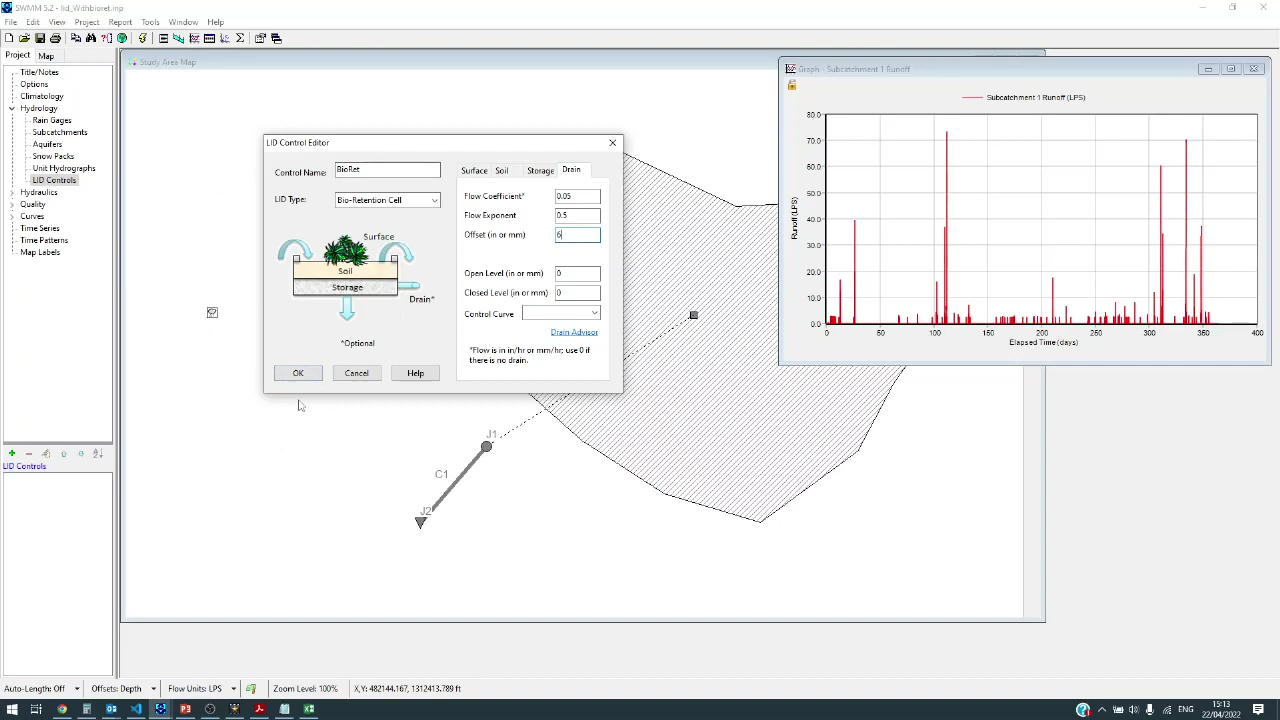 SWMM 5.2 - lid_Withbioret.inp
File Edit View Project Report Tools Window Help
Project Map
Title/Notes
Options
Climatology
Hydrology
Rain Gages
Subcatchments
Aquifers
Snow Packs
Unit Hydrographs
LID Controls
Hydraulics
Quality
Curves
Time Series
Time Patterns
Map Labels
LID Controls
Study Area Map
LID Control Editor
Control Name: BioRet
LID Type: Bio-Retention Cell
Surface
Soil
Storage
Drain*
*Optional
OK Cancel Help
Surface Soil Storage Drain
Flow Coefficient* 0.05
Flow Exponent 0.5
Offset (in or mm) 6
Open Level (in or mm) 0
Closed Level (in or mm) 0
Control Curve
Drain Advisor
*Flow is in in/hr or mm/hr; use 0 if
there is no drain.
J1
C1
J2
Graph - Subcatchment 1 Runoff
Subcatchment 1 Runoff (LPS)
80.0
70.0
60.0
50.0
40.0
30.0
20.0
10.0
0.0
Runoff (LPS)
0 50 100 150 200 250 300 350 400
Elapsed Time (days)
Auto-Length: Off Offsets: Depth Flow Units: LPS Zoom Level: 100% X,Y: 482144.167, 1312413.789 ft
ENG
15:13
22/04/2022